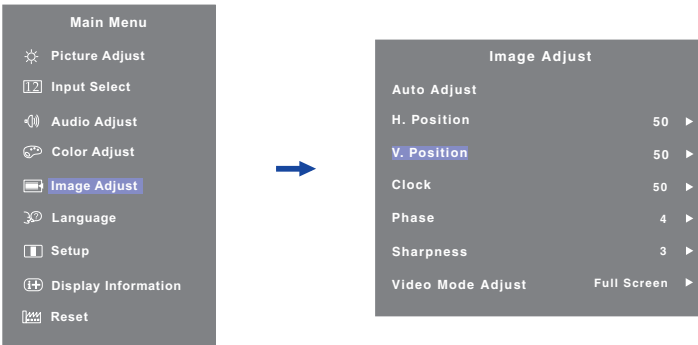 Main Menu
Picture Adjust
12 Input Select
Audio Adjust
Color Adjust
Image Adjust
Language
Setup
Display Information
Reset
Image Adjust
Auto Adjust
H. Position 50
V. Position 50
Clock 50
Phase 4
Sharpness 3
Video Mode Adjust Full Screen